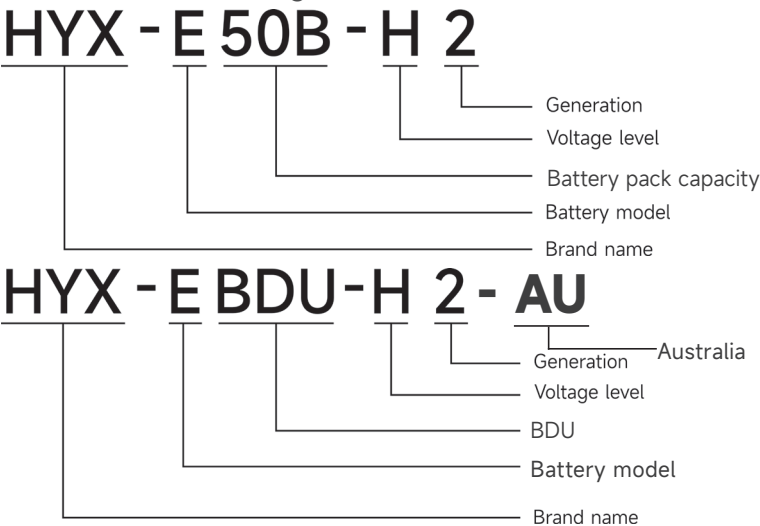 HYX - E 50B - H 2
Generation
Voltage level
Battery pack capacity
Battery model
Brand name
HYX - E BDU - H 2 - AU
Australia
Generation
Voltage level
BDU
Battery model
Brand name